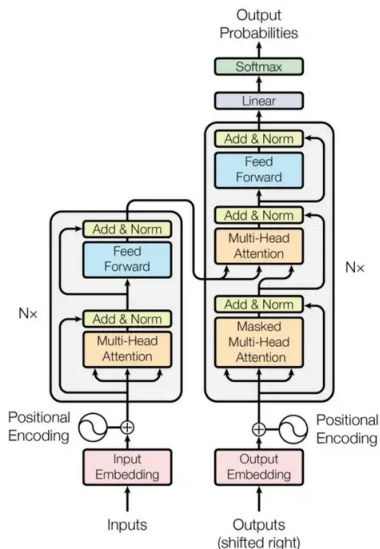 Output
Probabilities
Softmax
Linear
Add & Norm
Feed
Forward
Add & Norm
Multi-Head
Attention
Add & Norm
Masked
Multi-Head
Attention
N×
Add & Norm
Feed
Forward
Add & Norm
Multi-Head
Attention
N×
Positional
Encoding
Positional
Encoding
Input
Embedding
Output
Embedding
Inputs
Outputs
(shifted right)